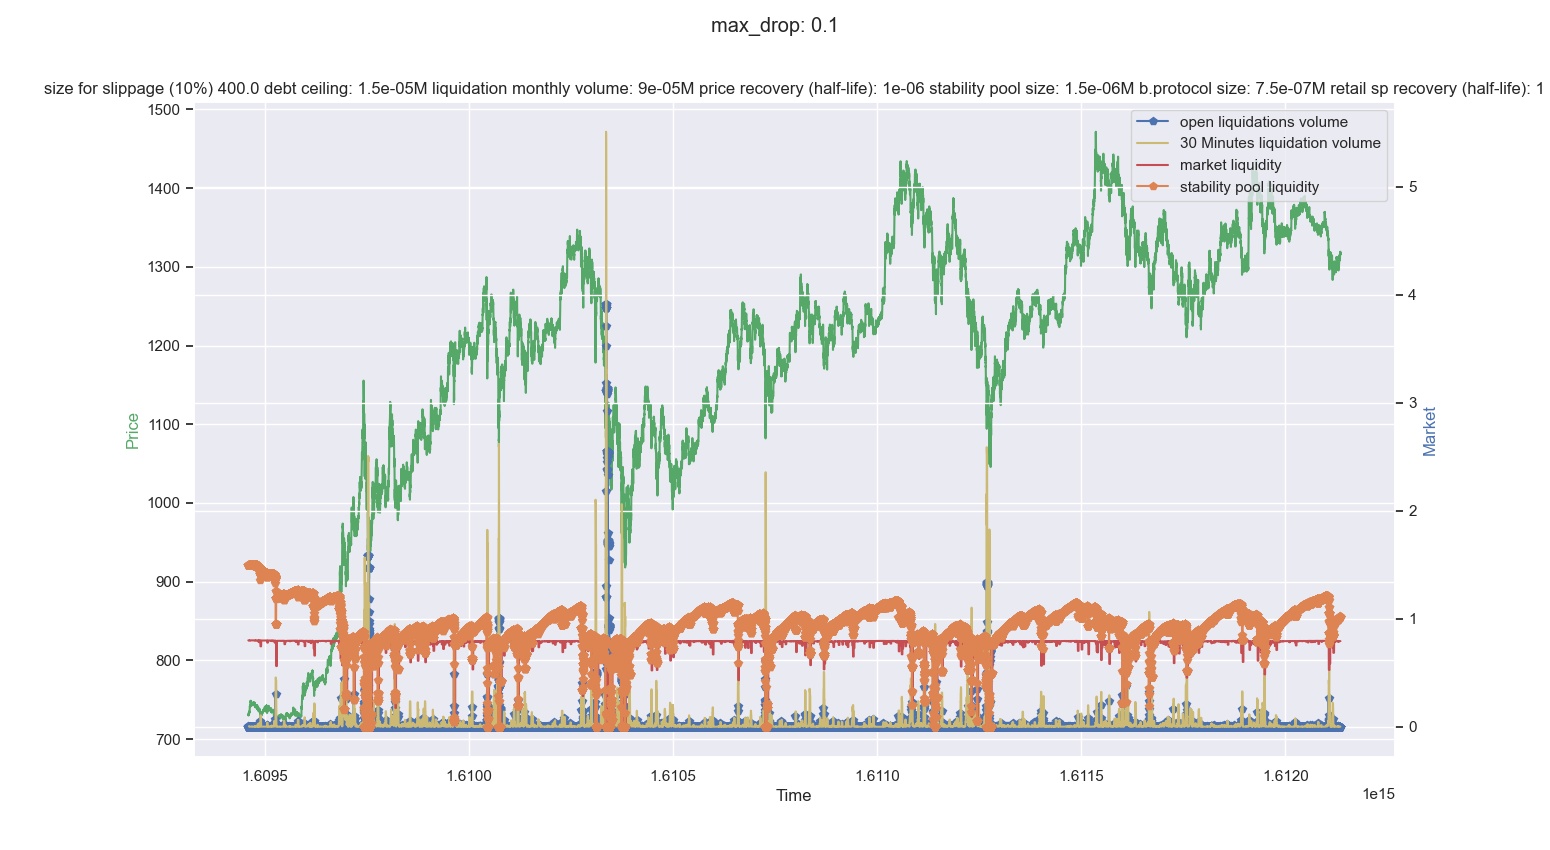 max_drop: 0.1
size for slippage (10%) 400.0 debt ceiling: 1.5e-05M liquidation monthly volume: 9e-05M price recovery (half-life): 1e-06 stability pool size: 1.5e-06M b.protocol size: 7.5e-07M retail sp recovery (half-life): 1
1500
1400
1300
1200
1100
1000
900
800
700
Price
open liquidations volume
30 Minutes liquidation volume
market liquidity
stability pool liquidity
5
4
3
2
1
0
Market
1.6095
1.6100
1.6105
1.6110
1.6115
1.6120
Time
1e15